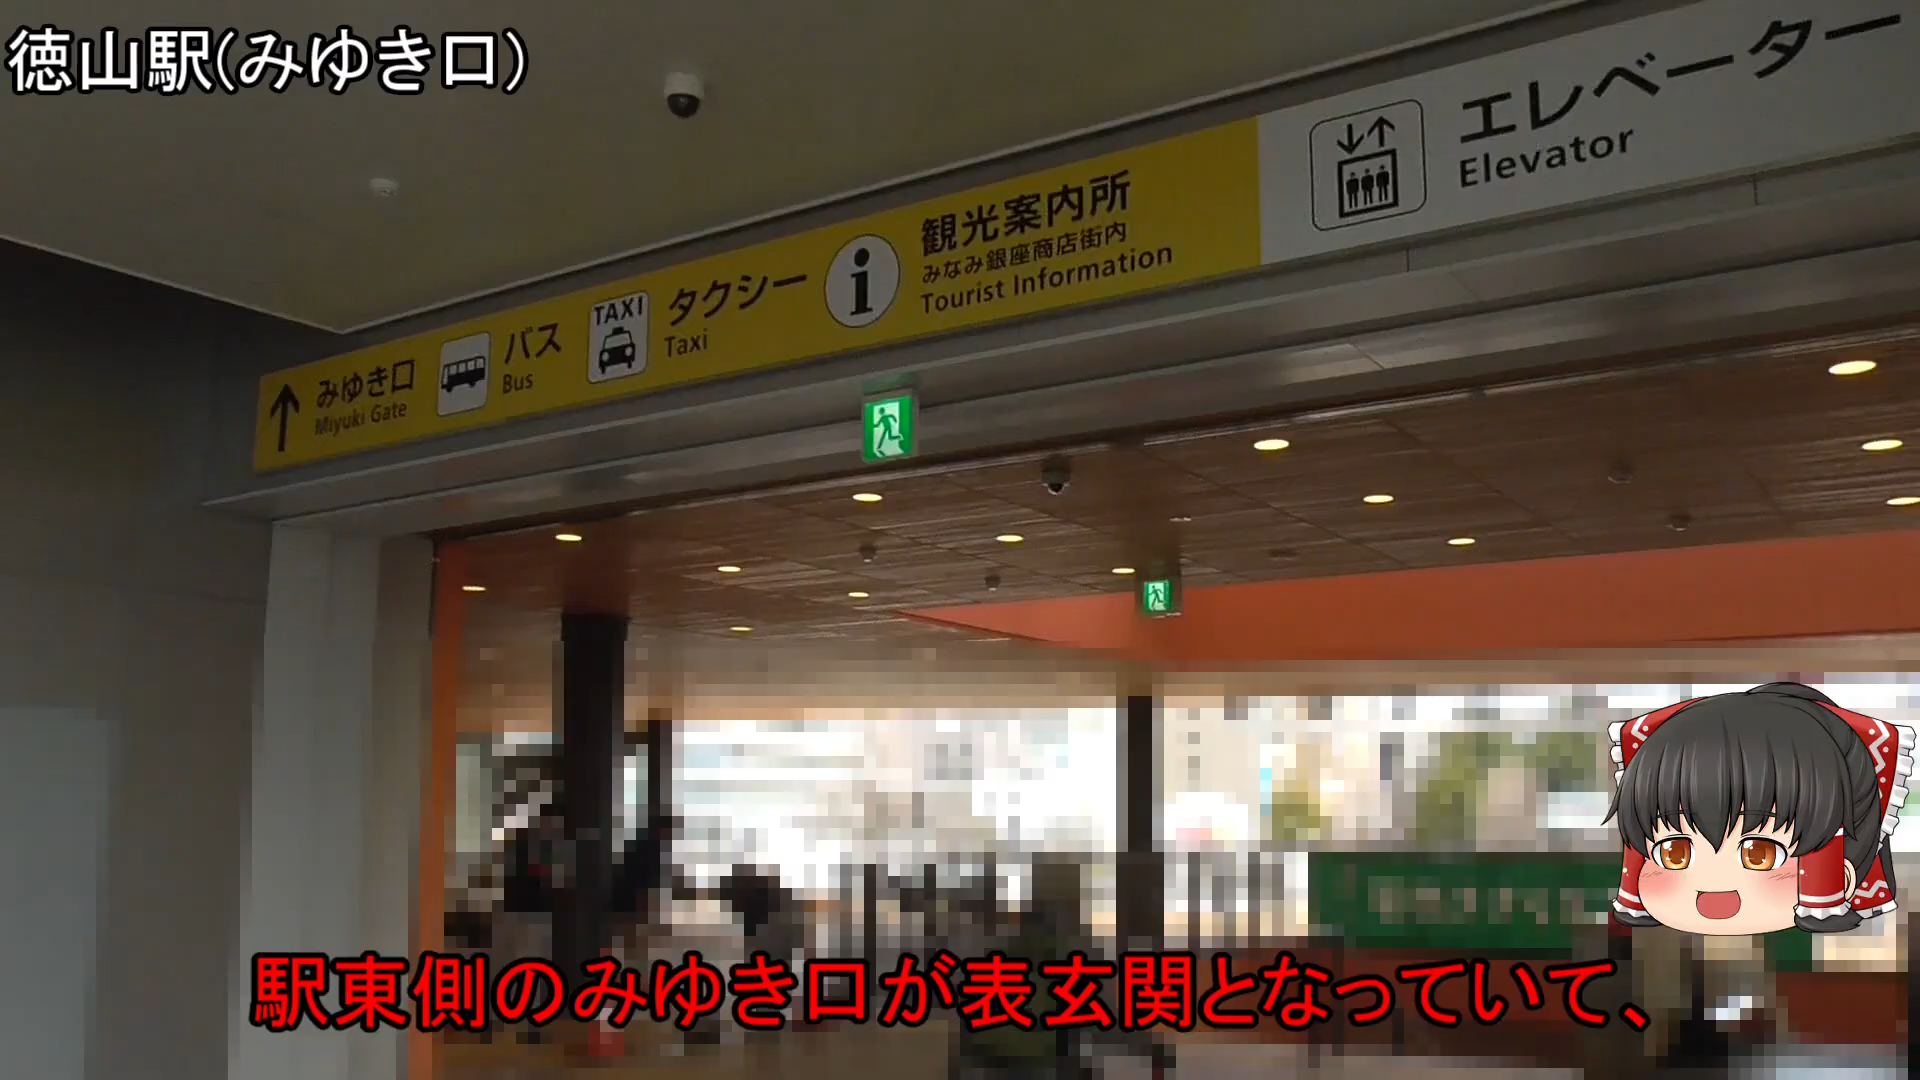 徳山駅(みゆき口)
エレベーター
Elevator
観光案内所
みなみ銀座商店街内
Tourist Information
TAXI
タクシー
Taxi
バス
Bus
みゆき口
Miyuki Gate
駅東側のみゆき口が表玄関となっていて、